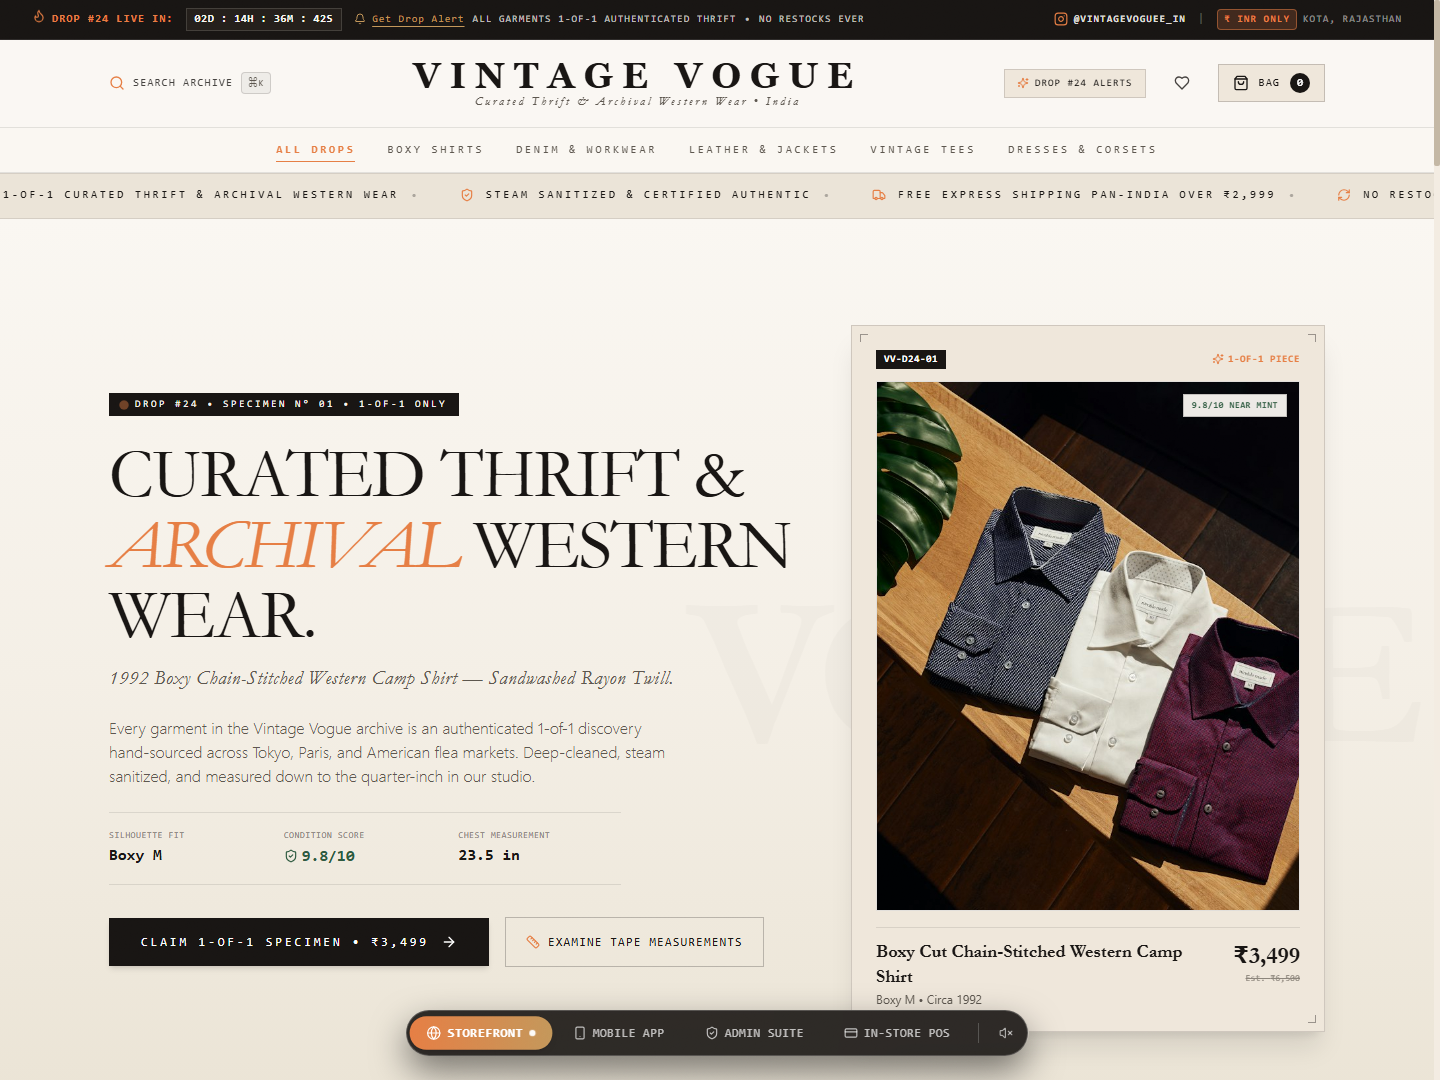 DROP #24 LIVE IN: 02D : 14H : 36M : 42S Get Drop Alert ALL GARMENTS 1-OF-1 AUTHENTICATED THRIFT • NO RESTOCKS EVER @VINTAGEVOGUEE_IN | ₹ INR ONLY KOTA, RAJASTHAN
SEARCH ARCHIVE ⌘K
VINTAGE VOGUE
Curated Thrift & Archival Western Wear • India
DROP #24 ALERTS
BAG 0
ALL DROPS BOXY SHIRTS DENIM & WORKWEAR LEATHER & JACKETS VINTAGE TEES DRESSES & CORSETS
1-OF-1 CURATED THRIFT & ARCHIVAL WESTERN WEAR • STEAM SANITIZED & CERTIFIED AUTHENTIC • FREE EXPRESS SHIPPING PAN-INDIA OVER ₹2,999 • NO RESTO
DROP #24 • SPECIMEN Nº 01 • 1-OF-1 ONLY
CURATED THRIFT &
ARCHIVAL WESTERN
WEAR.
1992 Boxy Chain-Stitched Western Camp Shirt — Sandwashed Rayon Twill.
Every garment in the Vintage Vogue archive is an authenticated 1-of-1 discovery
hand-sourced across Tokyo, Paris, and American flea markets. Deep-cleaned, steam
sanitized, and measured down to the quarter-inch in our studio.
SILHOUETTE FIT CONDITION SCORE CHEST MEASUREMENT
Boxy M 9.8/10 23.5 in
CLAIM 1-OF-1 SPECIMEN • ₹3,499
EXAMINE TAPE MEASUREMENTS
VV-D24-01 1-OF-1 PIECE
9.8/10 NEAR MINT
Boxy Cut Chain-Stitched Western Camp
Shirt
₹3,499
Est. ₹6,500
Boxy M • Circa 1992
STOREFRONT MOBILE APP ADMIN SUITE IN-STORE POS